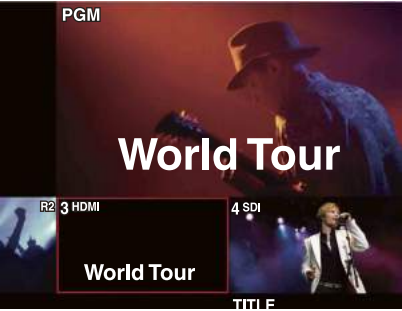 PGM
World Tour
R2
3 HDMI
World Tour
4 SDI
TITLE